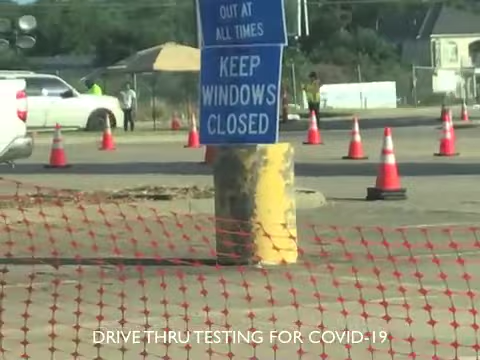 OUT AT
ALL TIMES
KEEP
WINDOWS
CLOSED
DRIVE THRU TESTING FOR COVID-19